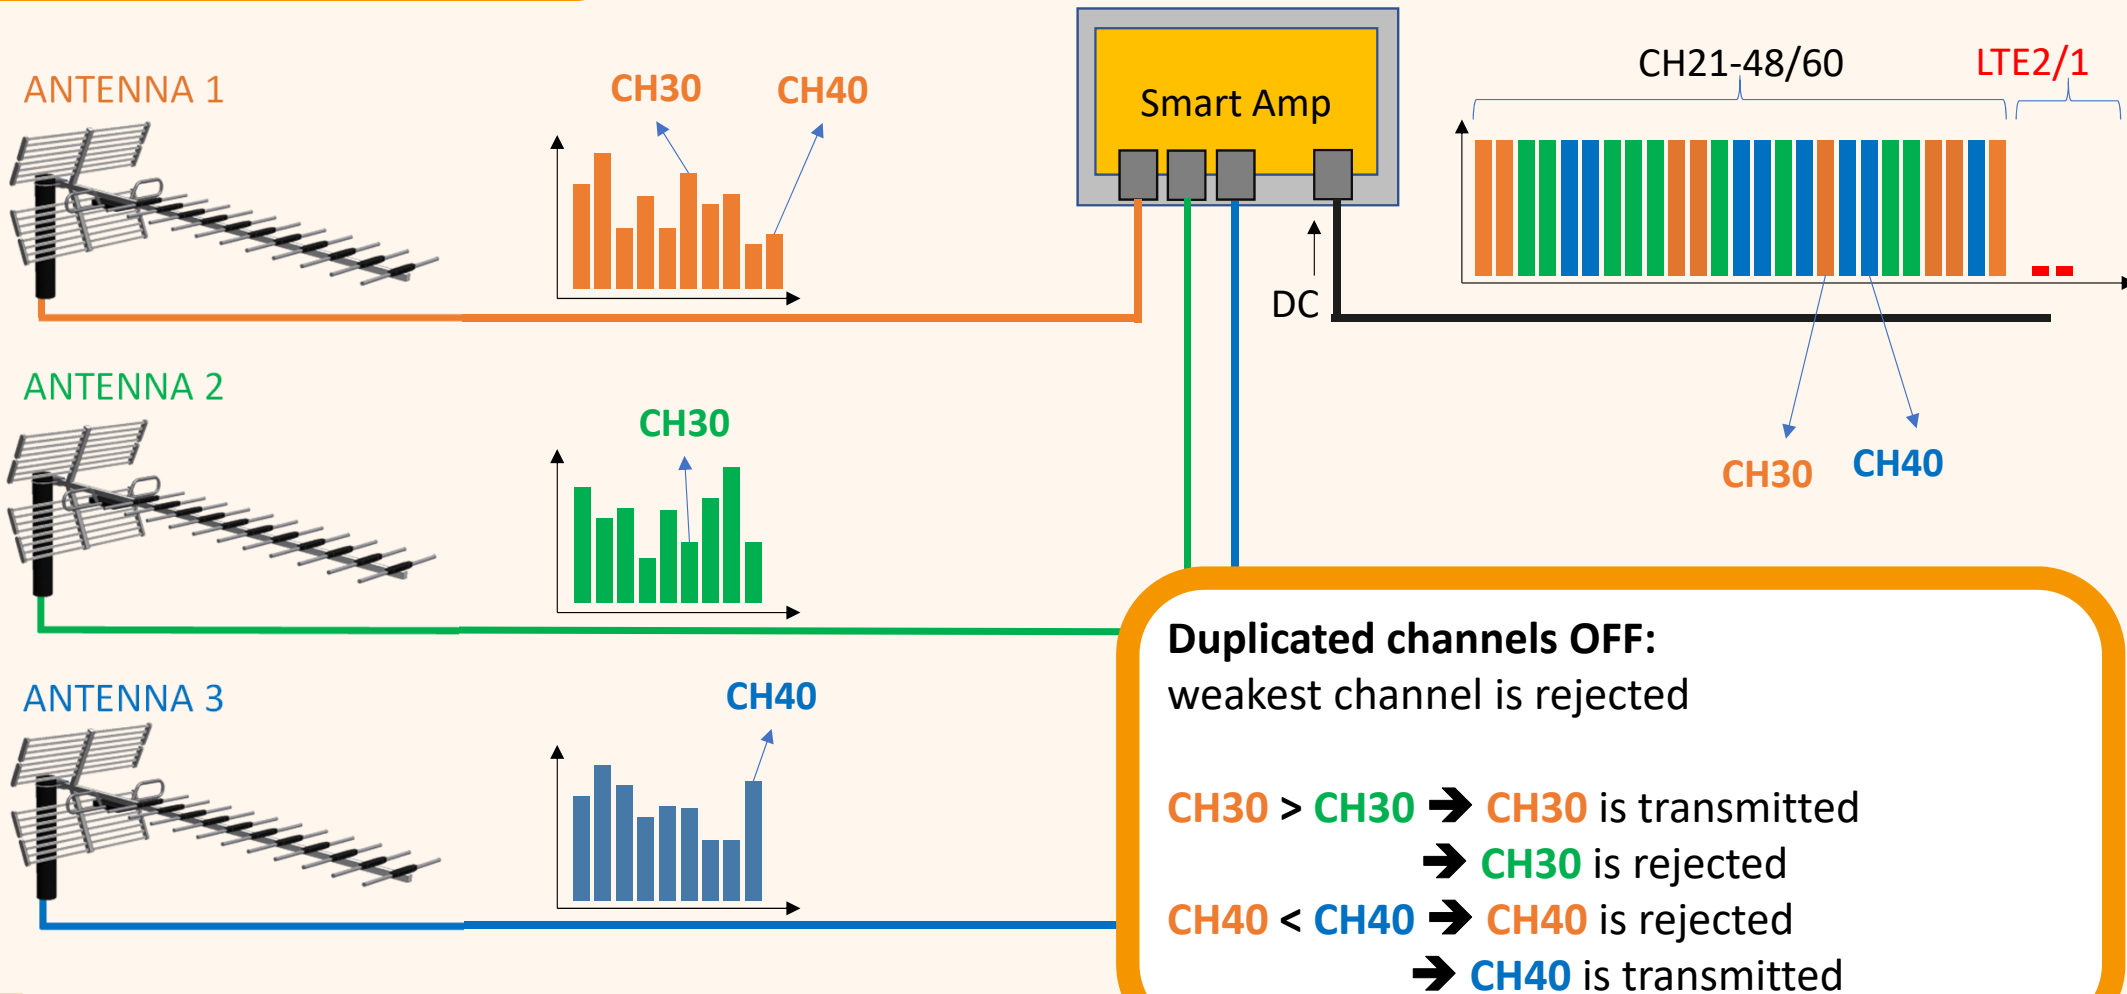 ANTENNA 1
CH30
CH40
Smart Amp
CH21-48/60
LTE2/1
DC
ANTENNA 2
CH30
CH30
CH40
ANTENNA 3
CH40
Duplicated channels OFF:
weakest channel is rejected
CH30 > CH30 → CH30 is transmitted
→ CH30 is rejected
CH40 < CH40 → CH40 is rejected
→ CH40 is transmitted